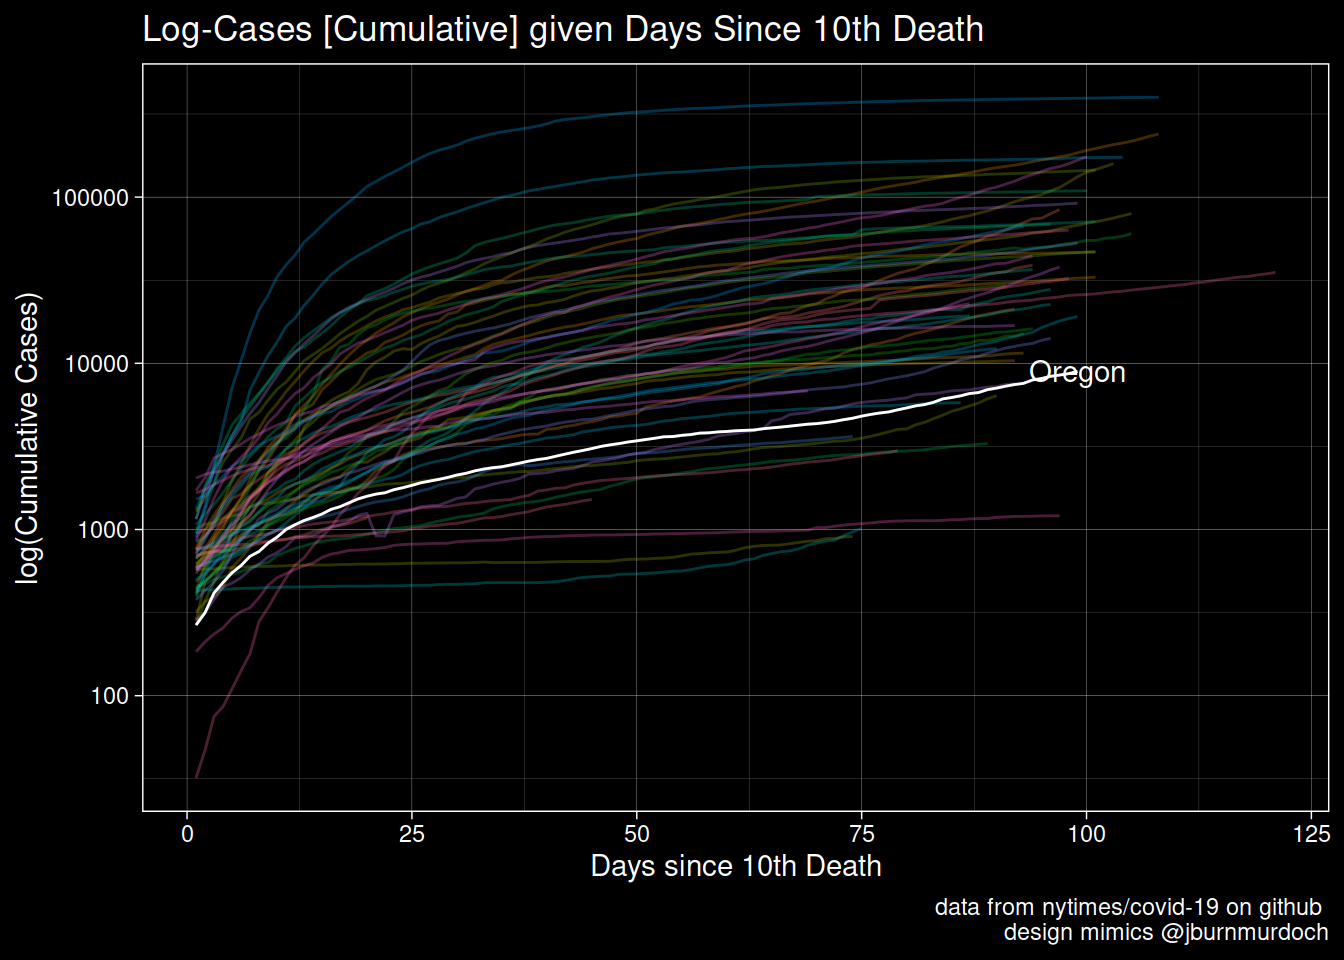 Log-Cases [Cumulative] given Days Since 10th Death
log(Cumulative Cases)
100000
10000
1000
100
Oregon
0 25 50 75 100 125
Days since 10th Death
data from nytimes/covid-19 on github
design mimics @jburnmurdoch